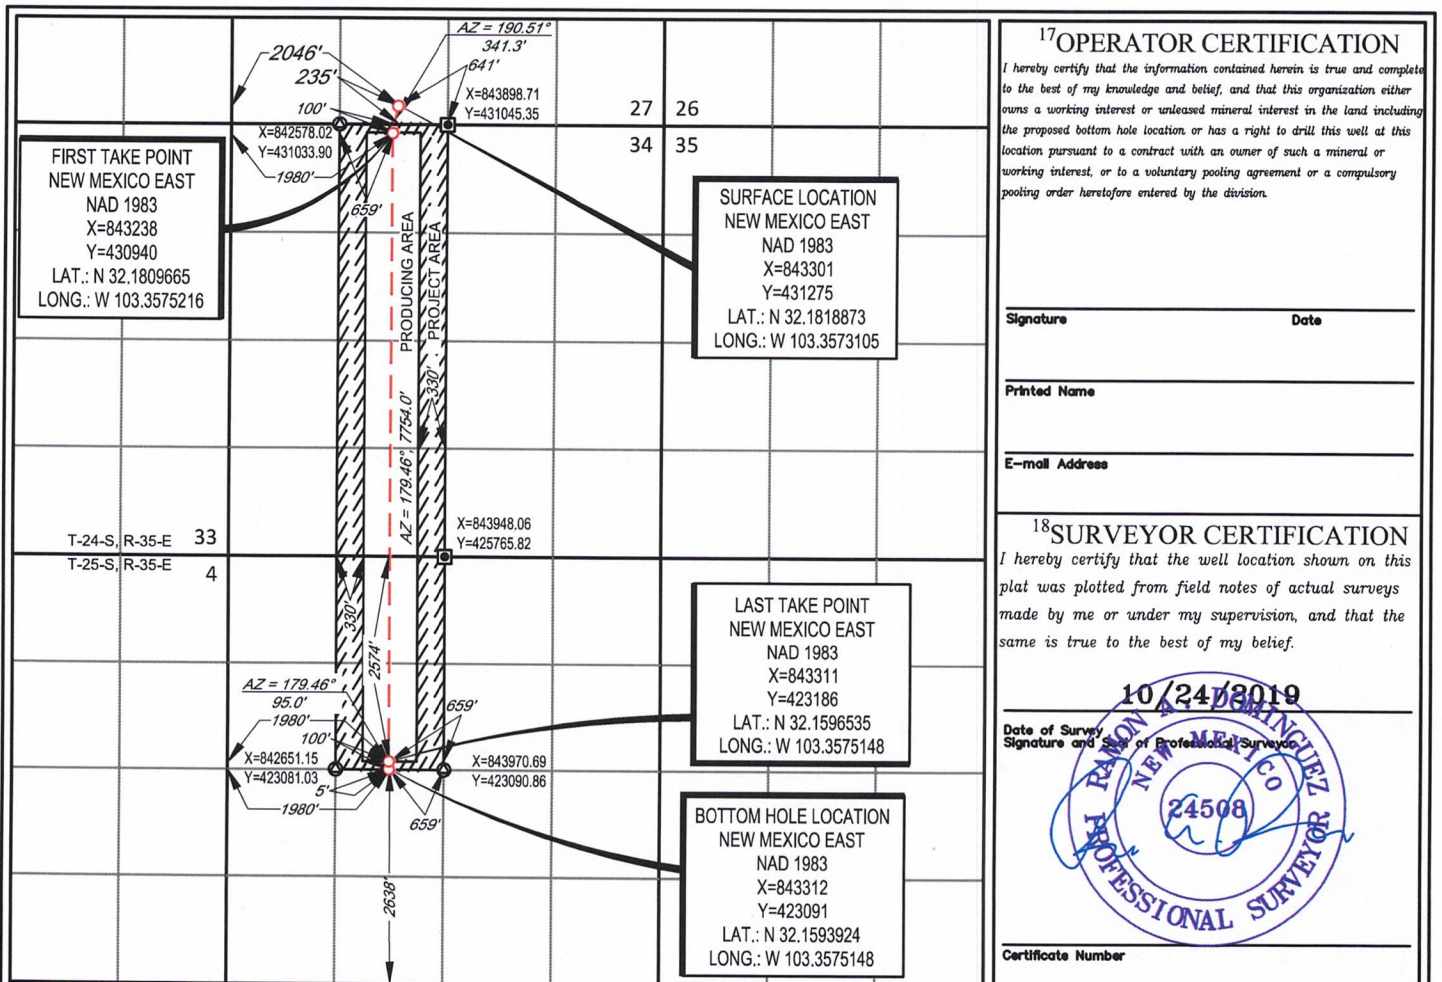 AZ = 190.51°
341.3'
2046'
235'
641'
100'
X=843898.71
Y=431045.35
27 26
34 35
X=842578.02
Y=431033.90
1980'
659'
FIRST TAKE POINT
NEW MEXICO EAST
NAD 1983
X=843238
Y=430940
LAT.: N 32.1809665
LONG.: W 103.3575216
SURFACE LOCATION
NEW MEXICO EAST
NAD 1983
X=843301
Y=431275
LAT.: N 32.1818873
LONG.: W 103.3573105
PRODUCING AREA
PROJECT AREA
330'
AZ = 179.46°, 7754.0'
X=843948.06
Y=425765.82
T-24-S, R-35-E 33
T-25-S, R-35-E 4
330'
2574'
LAST TAKE POINT
NEW MEXICO EAST
NAD 1983
X=843311
Y=423186
LAT.: N 32.1596535
LONG.: W 103.3575148
AZ = 179.46°
95.0'
1980'
100'
659'
X=842651.15
Y=423081.03
X=843970.69
Y=423090.86
5'
1980'
659'
2638'
BOTTOM HOLE LOCATION
NEW MEXICO EAST
NAD 1983
X=843312
Y=423091
LAT.: N 32.1593924
LONG.: W 103.3575148
17OPERATOR CERTIFICATION
I hereby certify that the information contained herein is true and complete
to the best of my knowledge and belief, and that this organization either
owns a working interest or unleased mineral interest in the land including
the proposed bottom hole location or has a right to drill this well at this
location pursuant to a contract with an owner of such a mineral or
working interest, or to a voluntary pooling agreement or a compulsory
pooling order heretofore entered by the division.
Signature Date
Printed Name
E-mail Address
18SURVEYOR CERTIFICATION
I hereby certify that the well location shown on this
plat was plotted from field notes of actual surveys
made by me or under my supervision, and that the
same is true to the best of my belief.
10/24/2019
Date of Survey
Signature and Seal of Professional Surveyor:
RAMON A. DOMINGUEZ
NEW MEXICO
24508
PROFESSIONAL SURVEYOR
Certificate Number